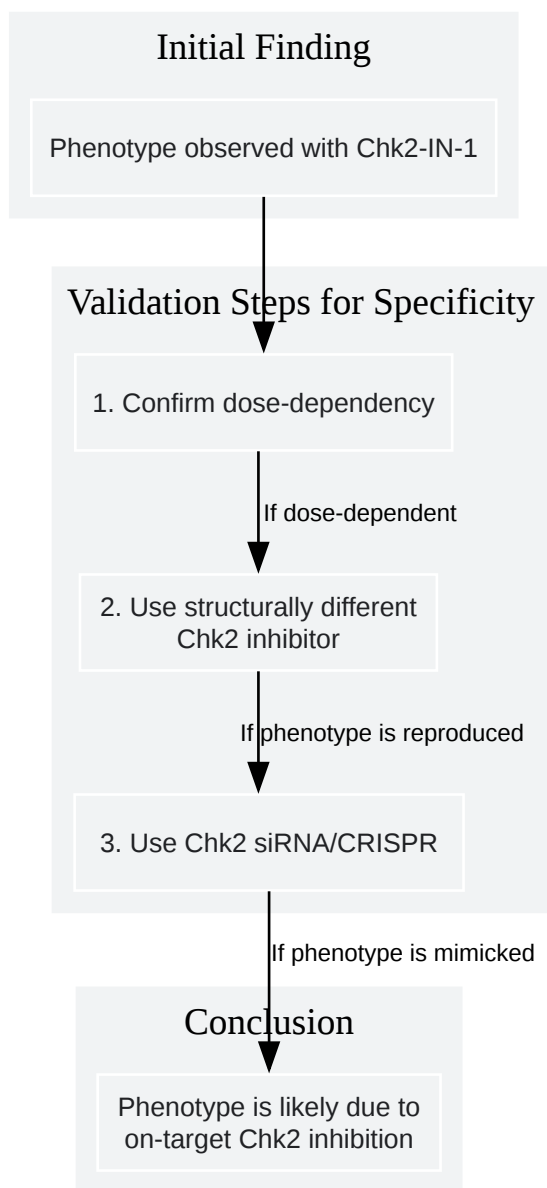 Initial Finding
Phenotype observed with Chk2-IN-1
Validation Steps for Specificity
1. Confirm dose-dependency
If dose-dependent
2. Use structurally different
Chk2 inhibitor
If phenotype is reproduced
3. Use Chk2 siRNA/CRISPR
If phenotype is mimicked
Conclusion
Phenotype is likely due to
on-target Chk2 inhibition